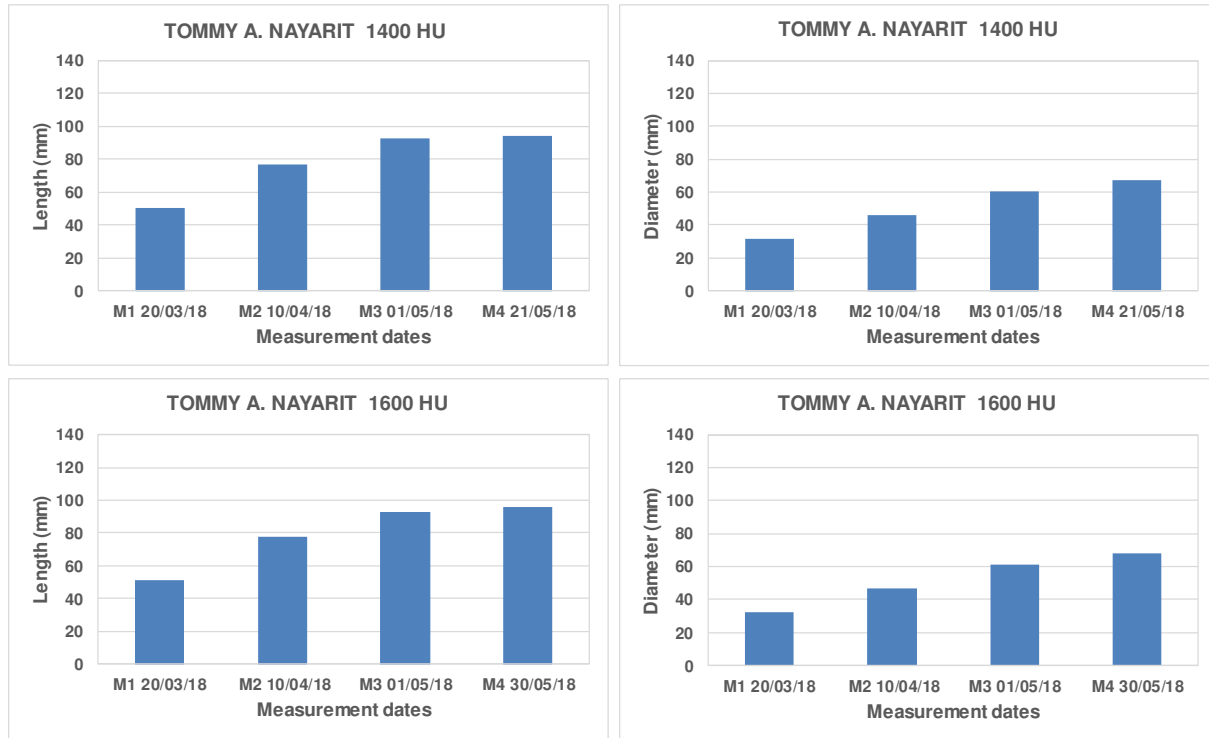 TOMMY A. NAYARIT 1400 HU
Length (mm)
140
120
100
80
60
40
20
0
M1 20/03/18 M2 10/04/18 M3 01/05/18 M4 21/05/18
Measurement dates
TOMMY A. NAYARIT 1400 HU
Diameter (mm)
140
120
100
80
60
40
20
0
M1 20/03/18 M2 10/04/18 M3 01/05/18 M4 21/05/18
Measurement dates
TOMMY A. NAYARIT 1600 HU
Length (mm)
140
120
100
80
60
40
20
0
M1 20/03/18 M2 10/04/18 M3 01/05/18 M4 30/05/18
Measurement dates
TOMMY A. NAYARIT 1600 HU
Diameter (mm)
140
120
100
80
60
40
20
0
M1 20/03/18 M2 10/04/18 M3 01/05/18 M4 30/05/18
Measurement dates